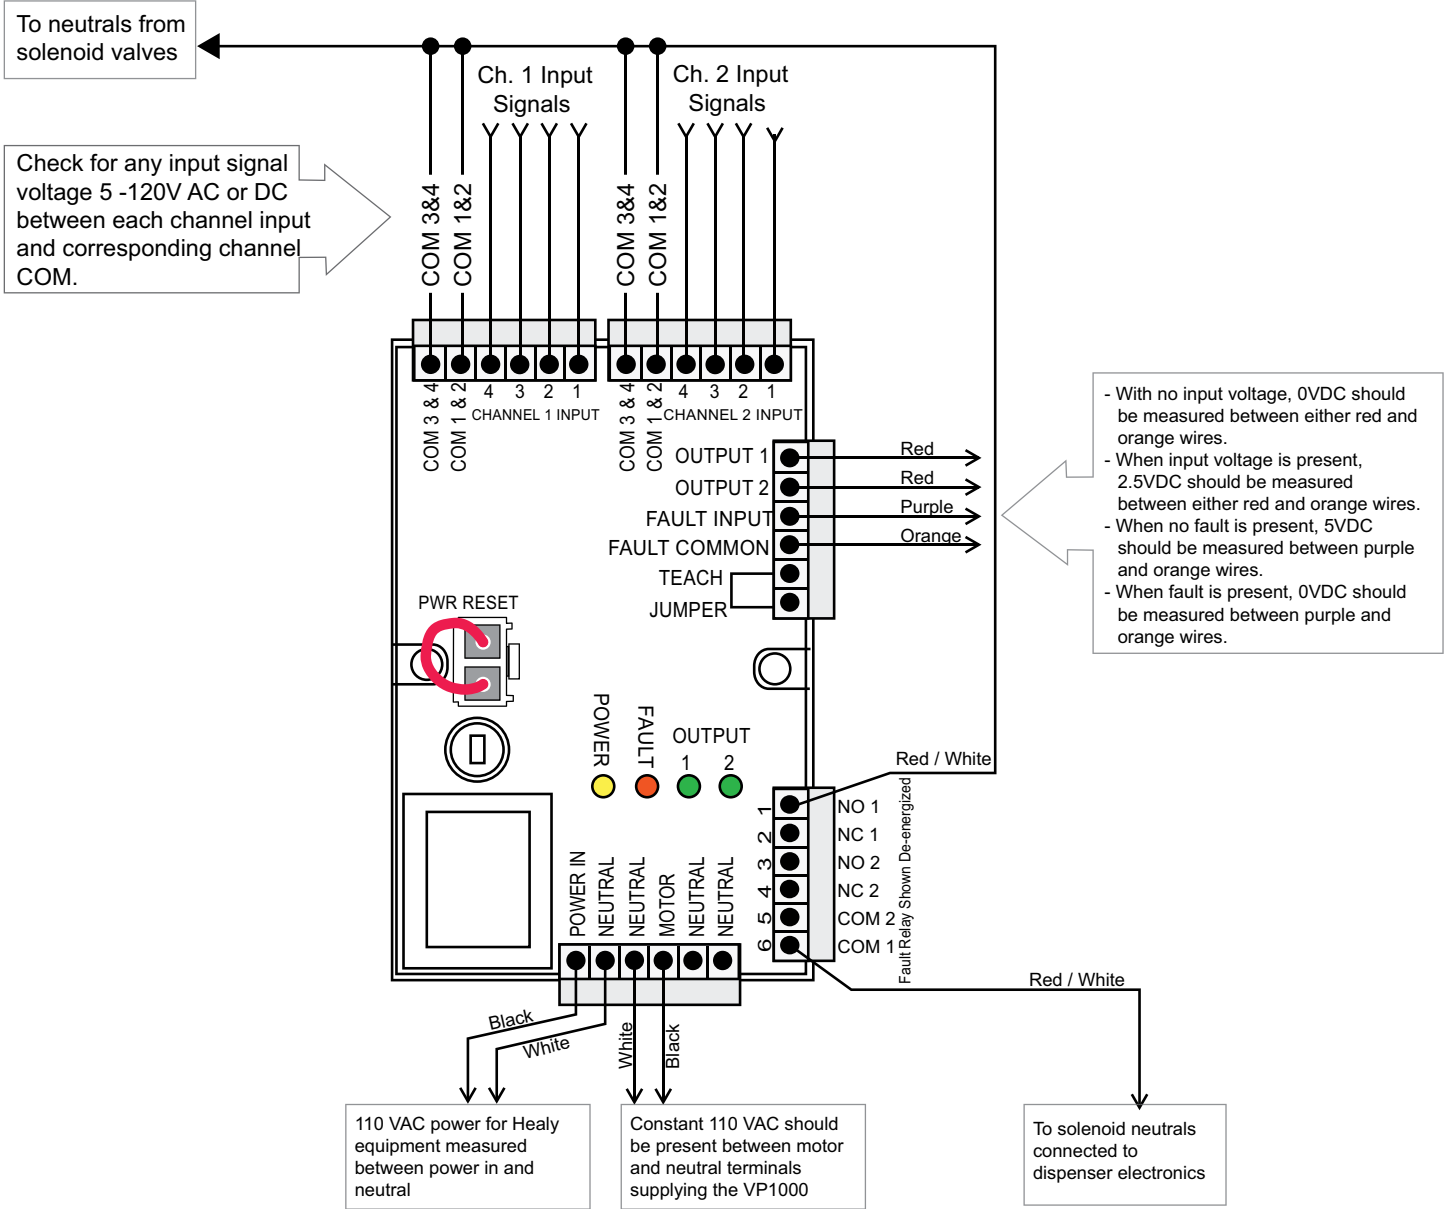 To neutrals from
solenoid valves
Ch. 1 Input
Signals
Ch. 2 Input
Signals
Check for any input signal
voltage 5 -120V AC or DC
between each channel input
and corresponding channel
COM.
COM 3&4
COM 1&2
COM 3&4
COM 1&2
4 3 2 1
CHANNEL 1 INPUT
4 3 2 1
CHANNEL 2 INPUT
COM 3 & 4
COM 1 & 2
COM 3 & 4
COM 1 & 2
OUTPUT 1
Red
OUTPUT 2
Red
FAULT INPUT
Purple
FAULT COMMON
Orange
TEACH
JUMPER
- With no input voltage, 0VDC should
be measured between either red and
orange wires.
- When input voltage is present,
2.5VDC should be measured
between either red and orange wires.
- When no fault is present, 5VDC
should be measured between purple
and orange wires.
- When fault is present, 0VDC should
be measured between purple and
orange wires.
PWR RESET
POWER
FAULT
OUTPUT
1 2
Red / White
1 NO 1
2 NC 1
3 NO 2
4 NC 2
5 COM 2
6 COM 1
Fault Relay Shown De-energized
POWER IN
NEUTRAL
NEUTRAL
MOTOR
NEUTRAL
NEUTRAL
Red / White
Black
White
White
Black
110 VAC power for Healy
equipment measured
between power in and
neutral
Constant 110 VAC should
be present between motor
and neutral terminals
supplying the VP1000
To solenoid neutrals
connected to
dispenser electronics